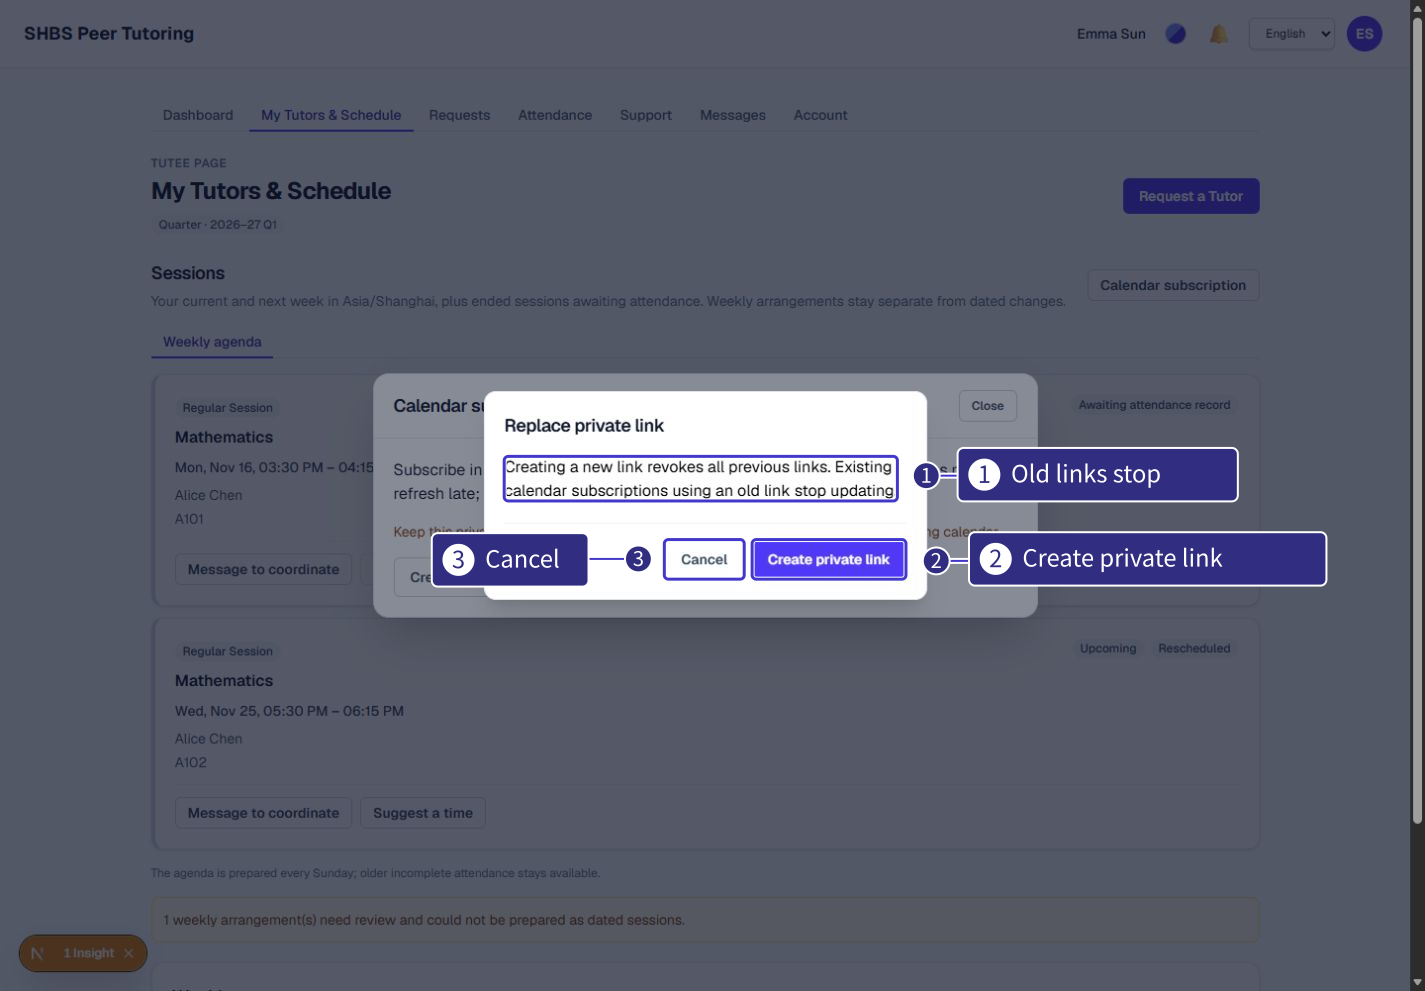 SHBS Peer Tutoring
Emma Sun
English
ES
Dashboard
My Tutors & Schedule
Requests
Attendance
Support
Messages
Account
TUTEE PAGE
My Tutors & Schedule
Request a Tutor
Quarter · 2026–27 Q1
Sessions
Your current and next week in Asia/Shanghai, plus ended sessions awaiting attendance. Weekly arrangements stay separate from dated changes.
Calendar subscription
Weekly agenda
Regular Session
Awaiting attendance record
Mathematics
Mon, Nov 16, 03:30 PM – 04:15
Alice Chen
A101
Message to coordinate
Calendar
Close
Subscribe in
refresh late;
Keep this
calendar
Replace private link
Creating a new link revokes all previous links. Existing
calendar subscriptions using an old link stop updating
1
1 Old links stop
3 Cancel
3
Cancel
Create private link
2
2 Create private link
Regular Session
Upcoming
Rescheduled
Mathematics
Wed, Nov 25, 05:30 PM – 06:15 PM
Alice Chen
A102
Message to coordinate
Suggest a time
The agenda is prepared every Sunday; older incomplete attendance stays available.
1 weekly arrangement(s) need review and could not be prepared as dated sessions.
N 1 Insight